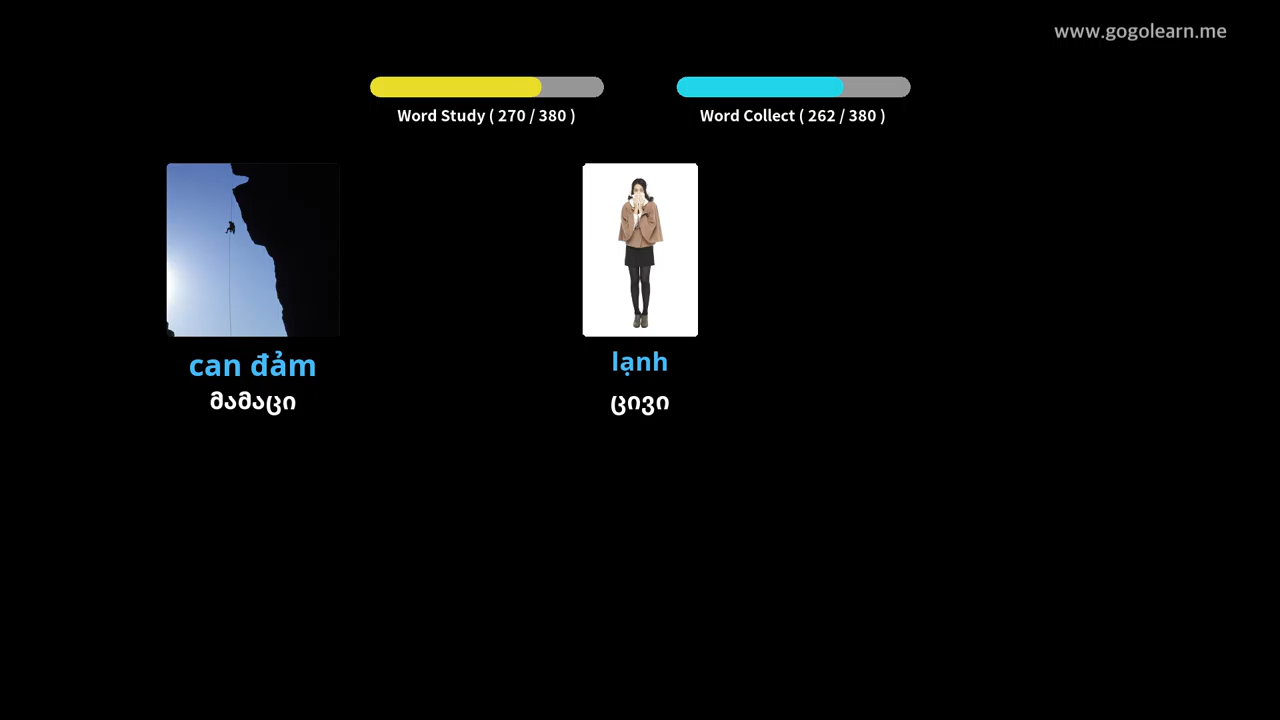 www.gogolearn.me
Word Study ( 270 / 380 )
Word Collect ( 262 / 380 )
can đảm
მამაცი
lạnh
ცივი